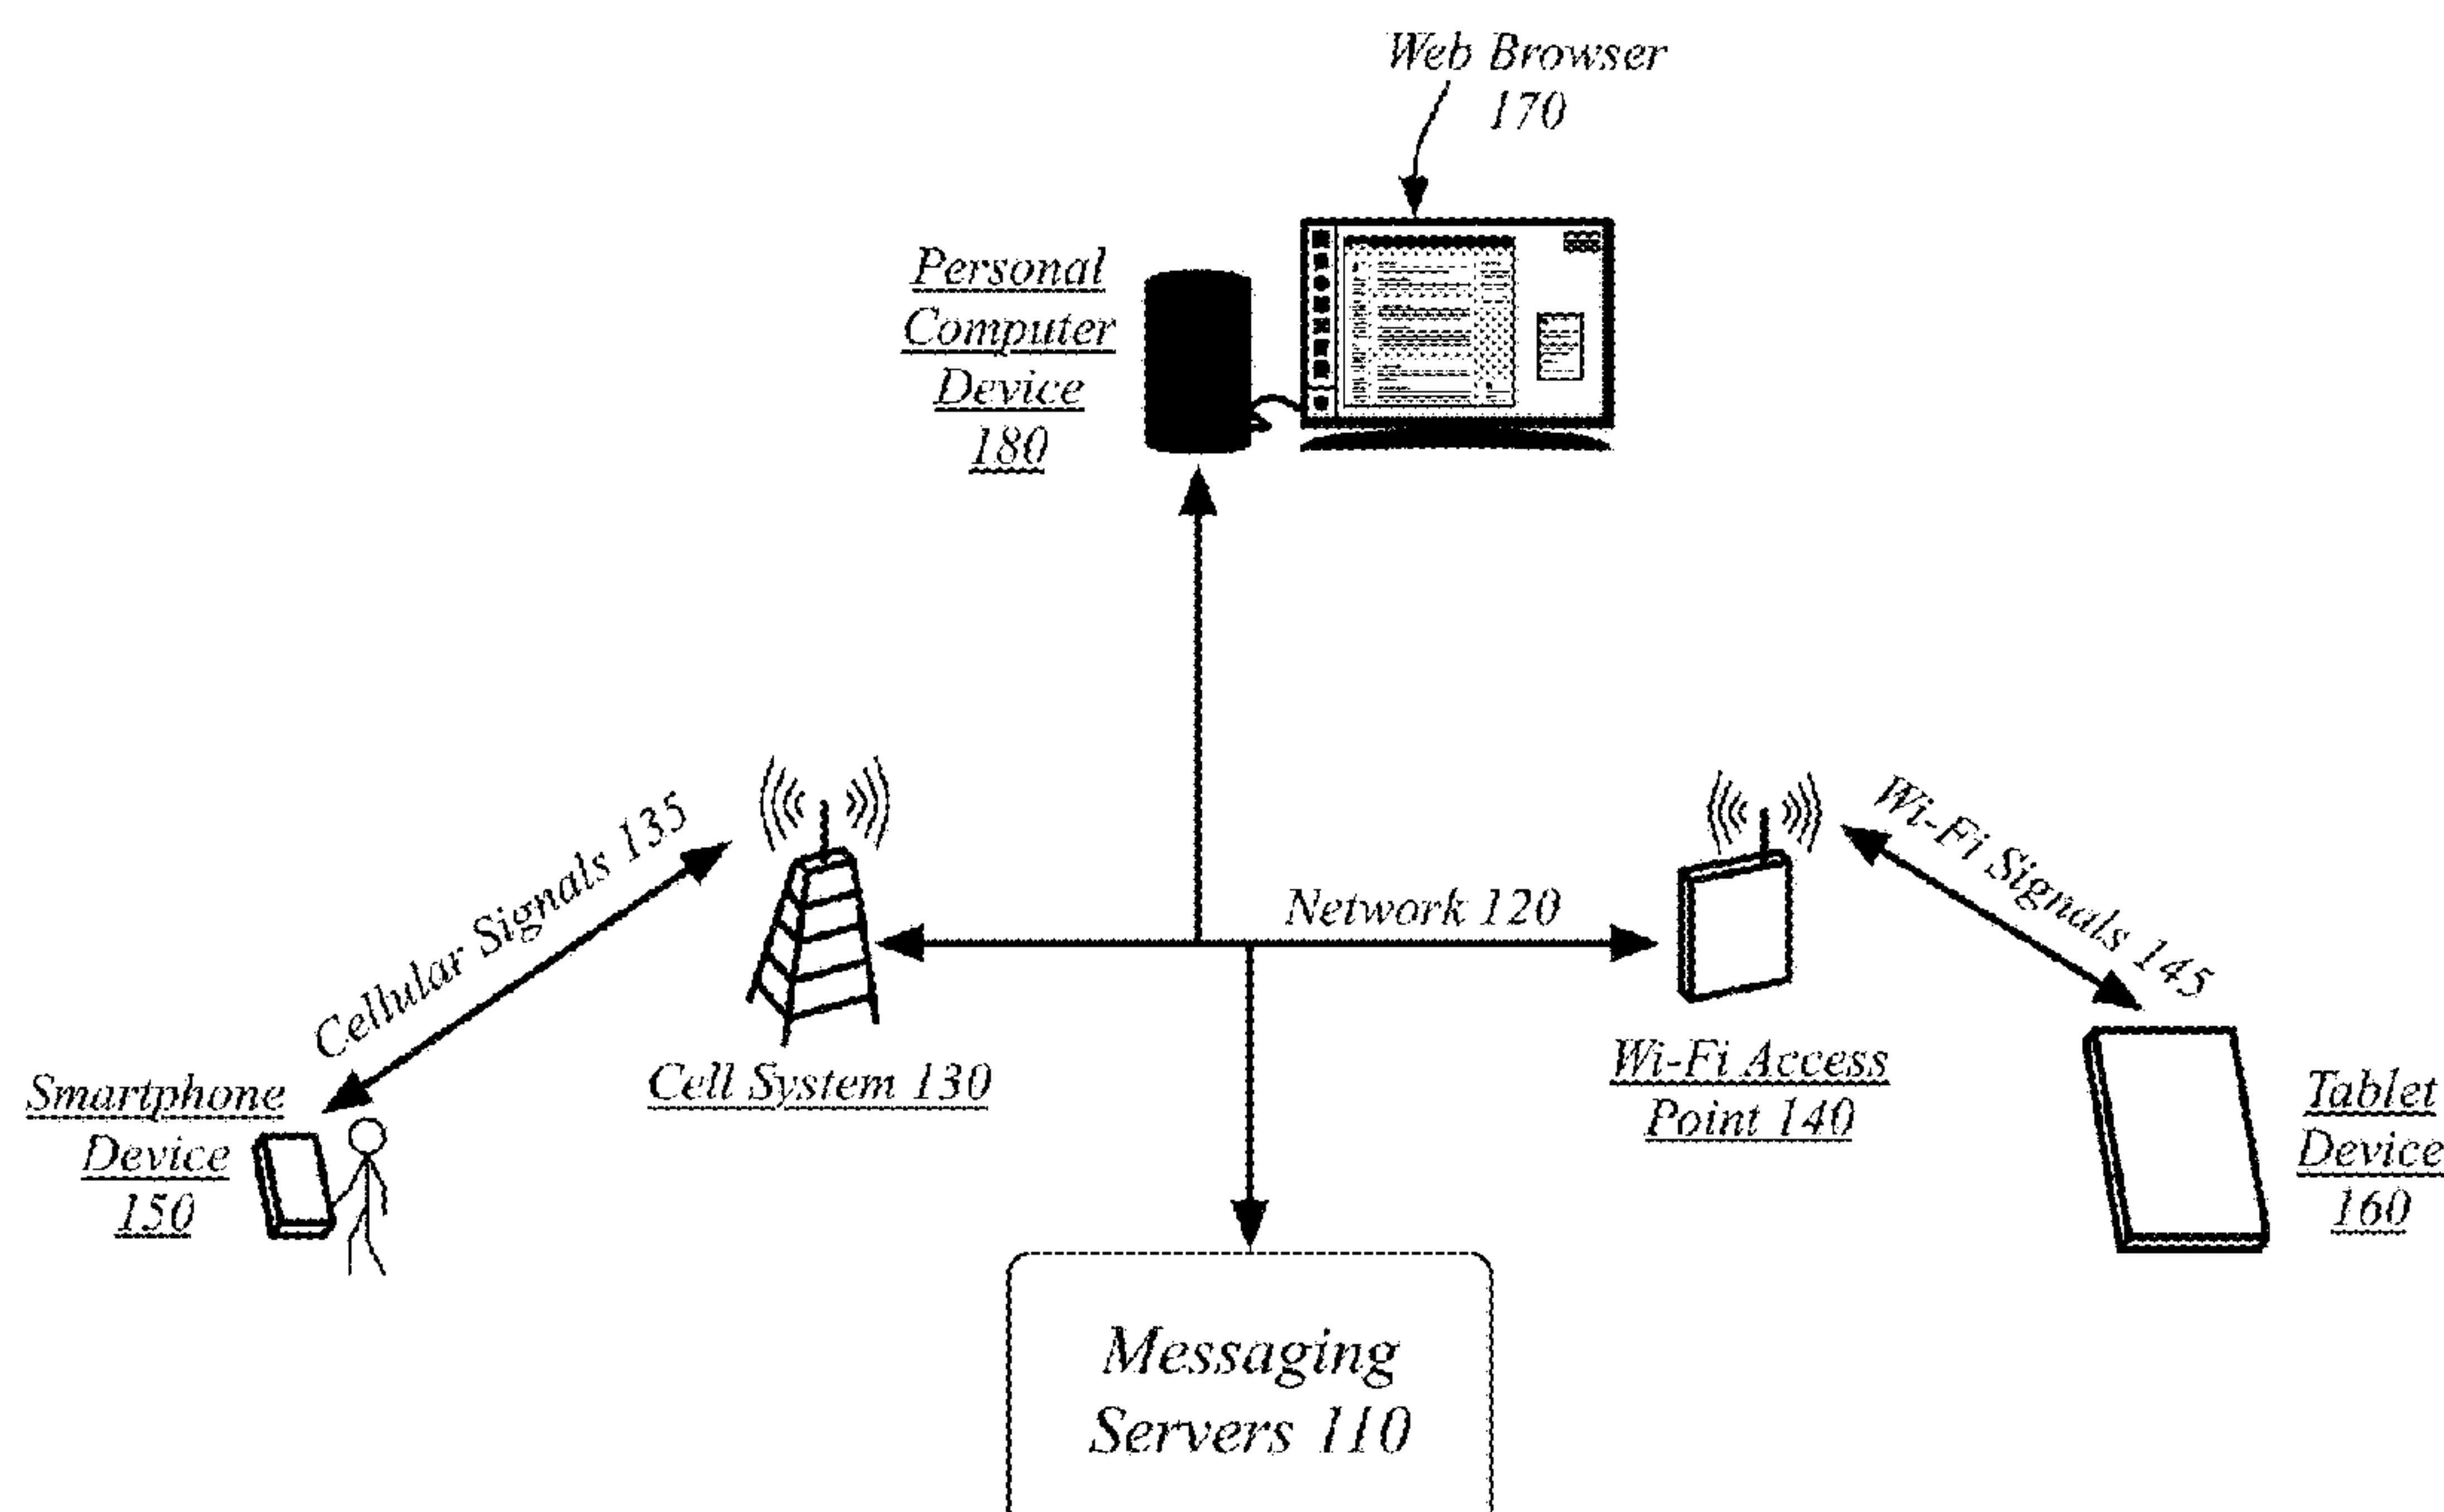 Web Browser
170
Personal
Computer
Device
180
Cellular Signals 135
Network 120
Wi-Fi Signals 145
Smartphone
Device
150
Cell System 130
Wi-Fi Access
Point 140
Tablet
Device
160
Messaging
Servers 110